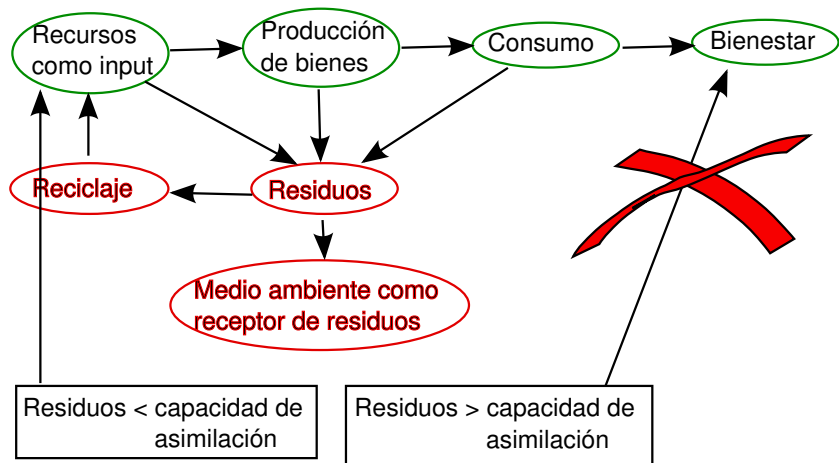 Recursos
como input
Producción
de bienes
Consumo
Bienestar
Reciclaje
Residuos
Medio ambiente como
receptor de residuos
Residuos < capacidad de
asimilación
Residuos > capacidad de
asimilación